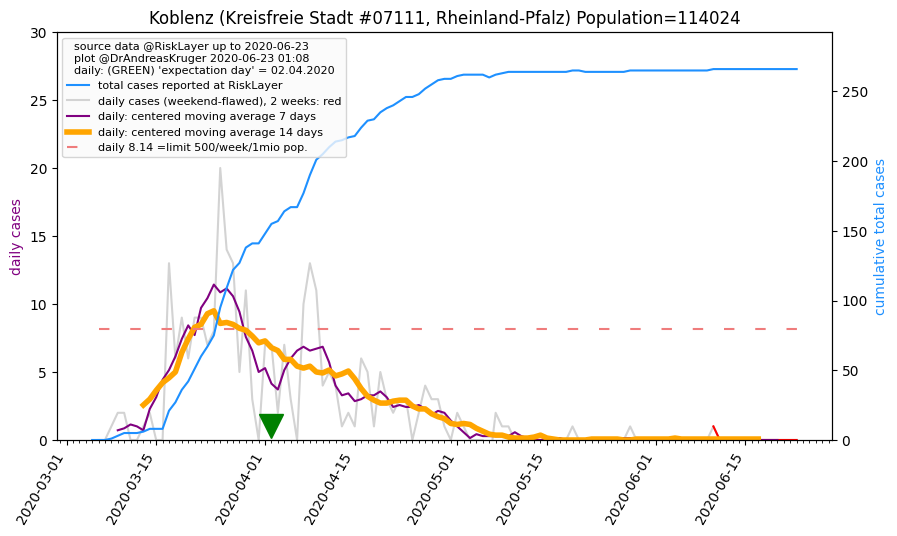 Koblenz (Kreisfreie Stadt #07111, Rheinland-Pfalz) Population=114024
source data @RiskLayer up to 2020-06-23
plot @DrAndreasKruger 2020-06-23 01:08
daily: (GREEN) 'expectation day' = 02.04.2020
total cases reported at RiskLayer
daily cases (weekend-flawed), 2 weeks: red
daily: centered moving average 7 days
daily: centered moving average 14 days
daily 8.14 =limit 500/week/1mio pop.
daily cases
30
25
20
15
10
5
0
cumulative total cases
250
200
150
100
50
0
2020-03-01
2020-03-15
2020-04-01
2020-04-15
2020-05-01
2020-05-15
2020-06-01
2020-06-15